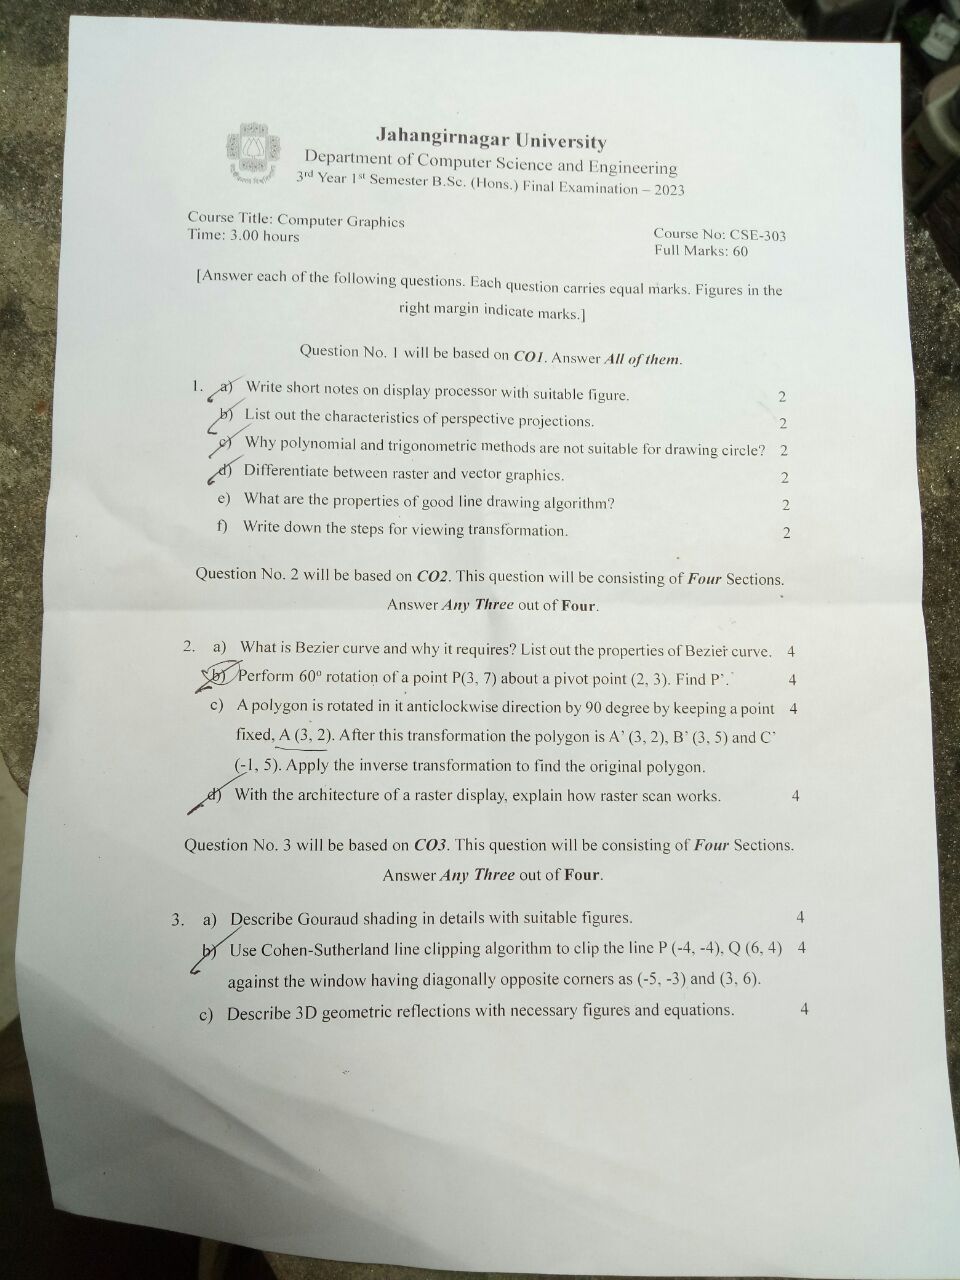 Jahangirnagar University
Department of Computer Science and Engineering
3rd Year 1st Semester B.Sc. (Hons.) Final Examination – 2023
Course Title: Computer Graphics
Course No: CSE-303
Time: 3.00 hours
Full Marks: 60
[Answer each of the following questions. Each question carries equal marks. Figures in the
right margin indicate marks.]
Question No. 1 will be based on CO1. Answer All of them.
1. a) Write short notes on display processor with suitable figure. 2
b) List out the characteristics of perspective projections. 2
c) Why polynomial and trigonometric methods are not suitable for drawing circle? 2
d) Differentiate between raster and vector graphics. 2
e) What are the properties of good line drawing algorithm? 2
f) Write down the steps for viewing transformation. 2
Question No. 2 will be based on CO2. This question will be consisting of Four Sections.
Answer Any Three out of Four.
2. a) What is Bezier curve and why it requires? List out the properties of Bezier curve. 4
b) Perform 60° rotation of a point P(3, 7) about a pivot point (2, 3). Find P'. 4
c) A polygon is rotated in it anticlockwise direction by 90 degree by keeping a point 4
fixed, A (3, 2). After this transformation the polygon is A' (3, 2), B' (3, 5) and C'
(-1, 5). Apply the inverse transformation to find the original polygon.
d) With the architecture of a raster display, explain how raster scan works. 4
Question No. 3 will be based on CO3. This question will be consisting of Four Sections.
Answer Any Three out of Four.
3. a) Describe Gouraud shading in details with suitable figures. 4
b) Use Cohen-Sutherland line clipping algorithm to clip the line P (-4, -4), Q (6, 4) 4
against the window having diagonally opposite corners as (-5, -3) and (3, 6).
c) Describe 3D geometric reflections with necessary figures and equations. 4